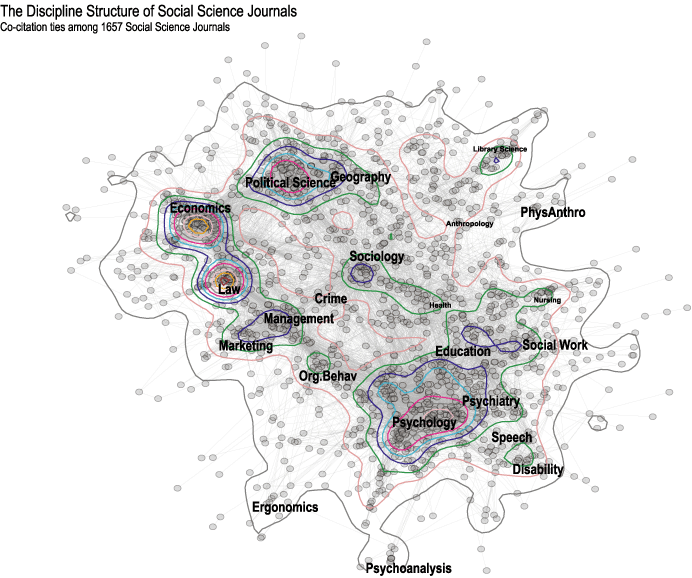 The Discipline Structure of Social Science Journals
Co-citation ties among 1657 Social Science Journals
Library Science
Political Science
Geography
Economics
PhysAnthro
Anthropology
Sociology
Law
Crime
Health
Nursing
Management
Marketing
Education
Social Work
Org.Behav
Psychiatry
Psychology
Speech
Disability
Ergonomics
Psychoanalysis